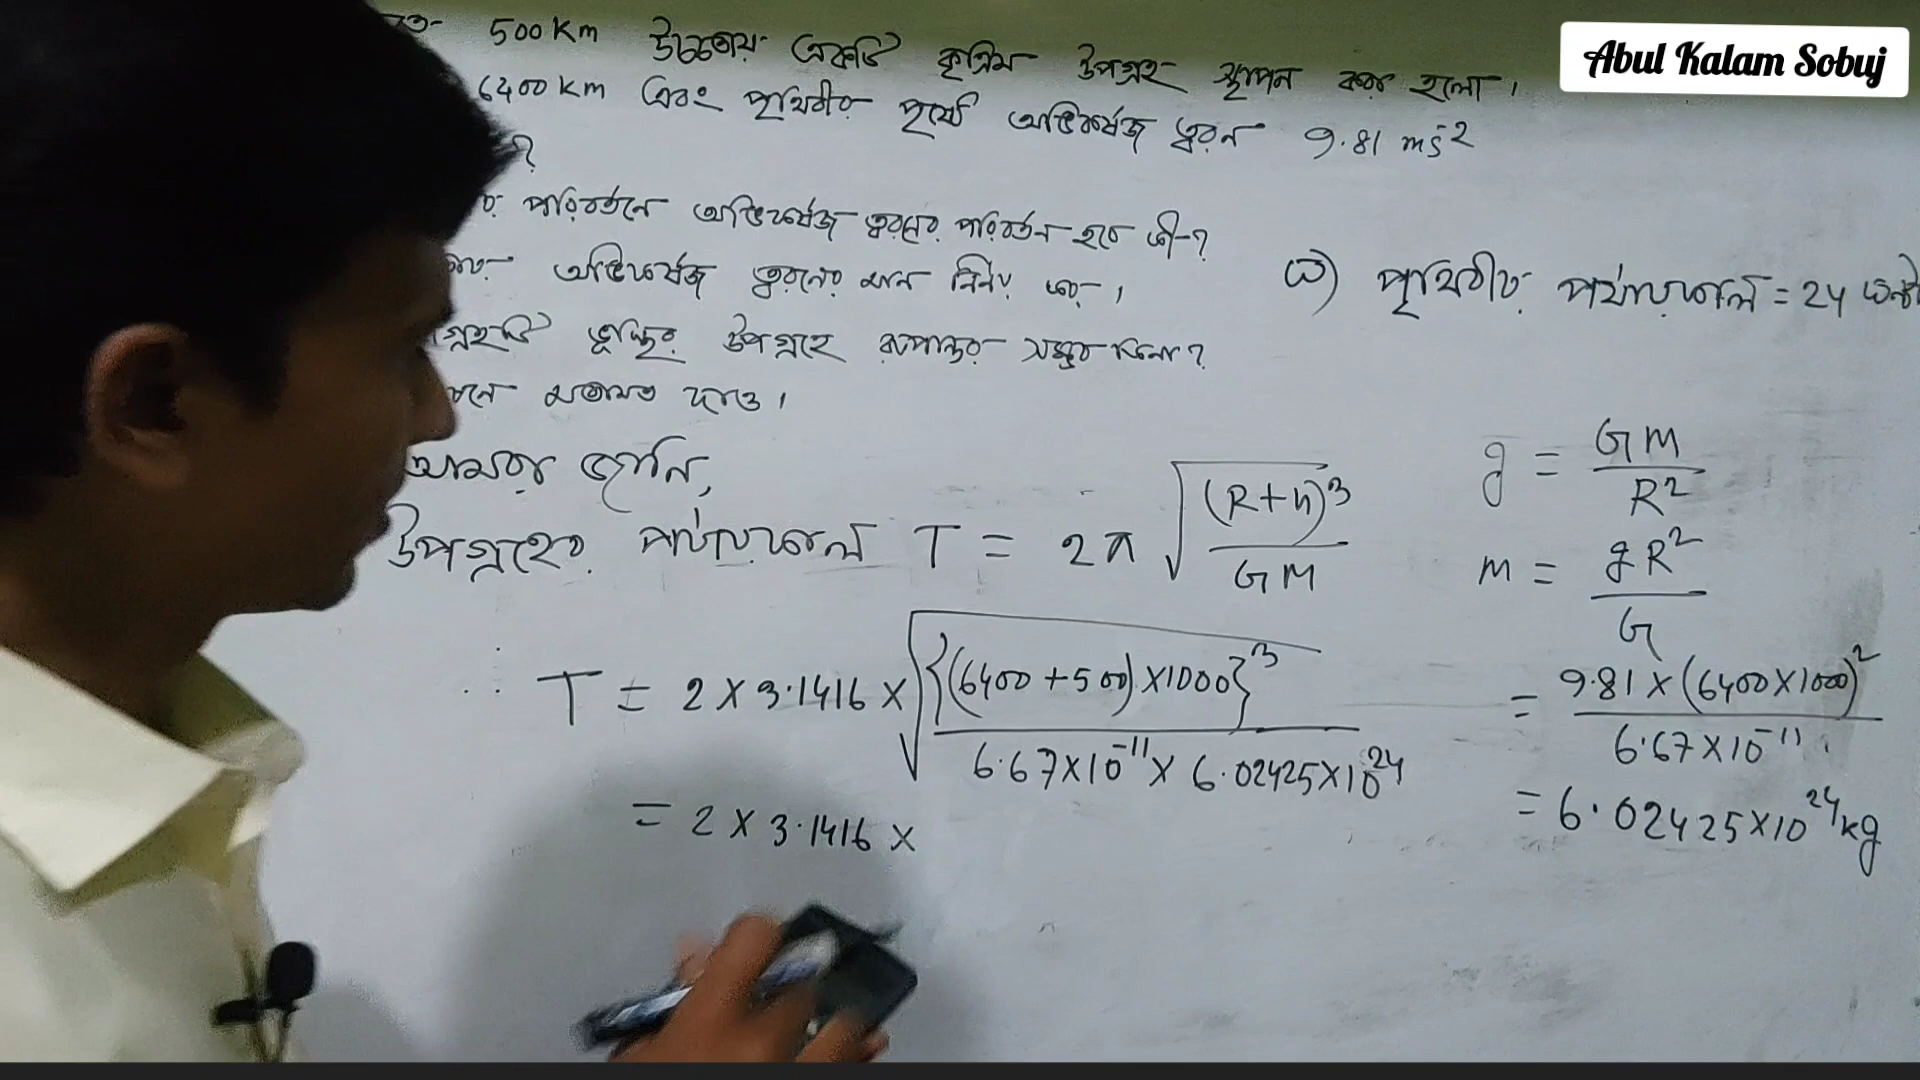 500 Km উচ্চতায় একটি কৃত্রিম উপগ্রহ স্থাপন করা হলো।
Abul Kalam Sobuj
6400 km এবং পৃথিবীর পৃষ্ঠে অভিকর্ষজ ত্বরণ 9.81 ms⁻²
কী?
পরিবর্তনে অভিকর্ষজ ত্বরণের পরিবর্তন হবে কী?
অভিকর্ষজ ত্বরণের মান নির্ণয় কর।
গ্রহটি ভূস্থির উপগ্রহে রূপান্তর সম্ভব কিনা?
মতামত দাও।
ঘ) পৃথিবীর পর্যায়কাল = 24 ঘন্টা
আমরা জানি,
উপগ্রহের পর্যায়কাল T = 2π √((R+h)³ / GM)
∴ T = 2 × 3.1416 × √({(6400 + 500) × 1000}³ / 6.67 × 10⁻¹¹ × 6.02425 × 10²⁴)
= 2 × 3.1416 ×
g = GM / R²
m = gR² / G
= 9.81 × (6400 × 1000)² / 6.67 × 10⁻¹¹
= 6.02425 × 10²⁴ kg